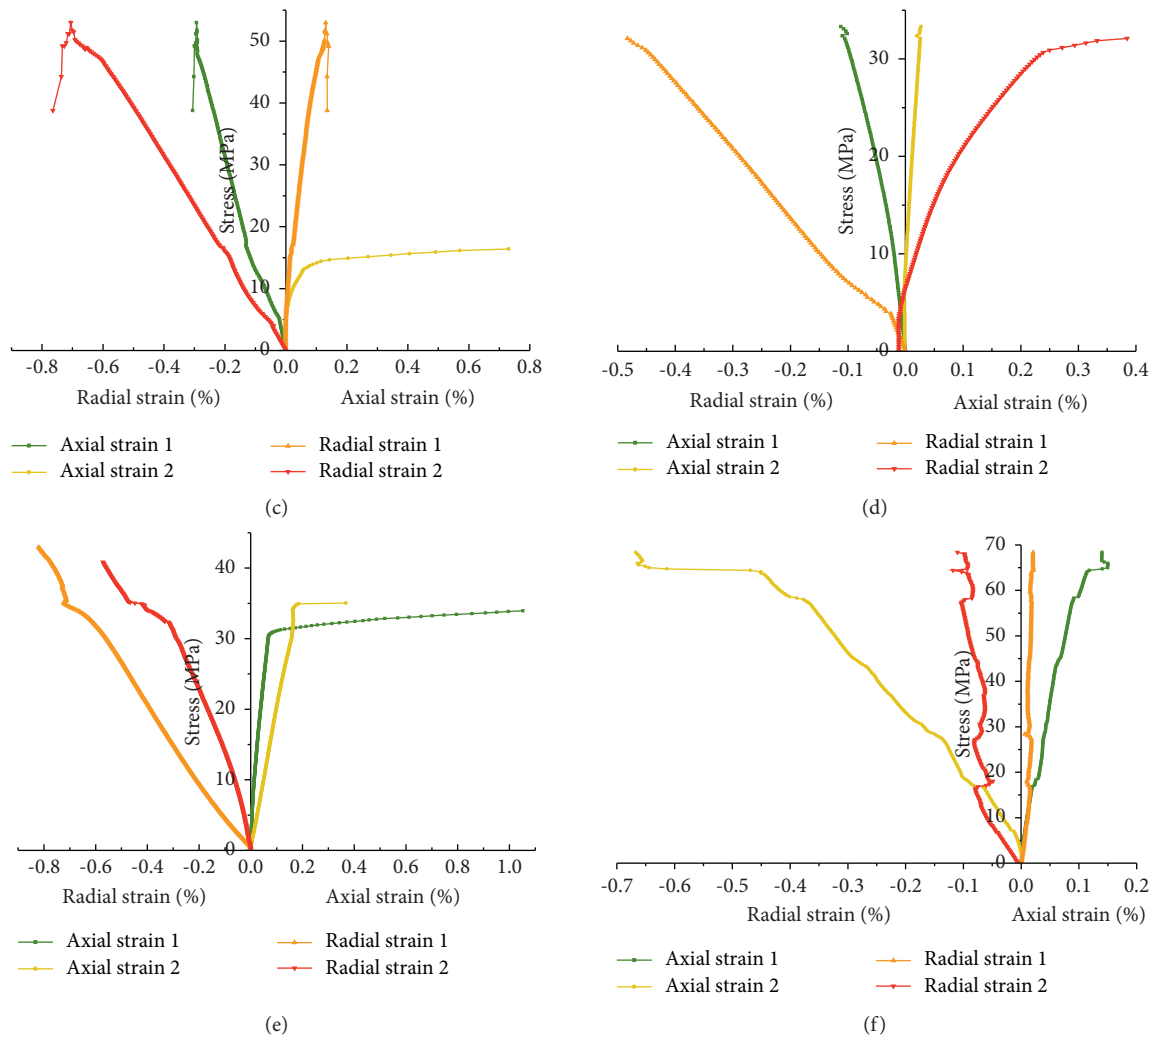 50
40
30
20
10
0
Stress (MPa)
-0.8 -0.6 -0.4 -0.2 0.0 0.2 0.4 0.6 0.8
Radial strain (%) Axial strain (%)
Axial strain 1 Radial strain 1
Axial strain 2 Radial strain 2
(c)
30
20
10
0
Stress (MPa)
-0.5 -0.4 -0.3 -0.2 -0.1 0.0 0.1 0.2 0.3 0.4
Radial strain (%) Axial strain (%)
Axial strain 1 Radial strain 1
Axial strain 2 Radial strain 2
(d)
40
30
20
10
0
Stress (MPa)
-0.8 -0.6 -0.4 -0.2 0.0 0.2 0.4 0.6 0.8 1.0
Radial strain (%) Axial strain (%)
Axial strain 1 Radial strain 1
Axial strain 2 Radial strain 2
(e)
70
60
50
40
30
20
10
0
Stress (MPa)
-0.7 -0.6 -0.5 -0.4 -0.3 -0.2 -0.1 0.0 0.1 0.2
Radial strain (%) Axial strain (%)
Axial strain 1 Radial strain 1
Axial strain 2 Radial strain 2
(f)